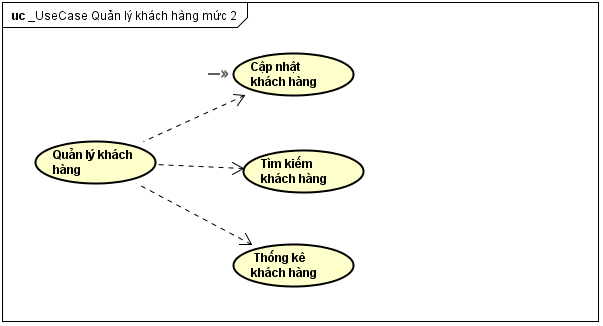 uc _UseCase Quản lý khách hàng mức 2
Cập nhật
khách hàng
Quản lý khách
hàng
Tìm kiếm
khách hàng
Thống kê
khách hàng